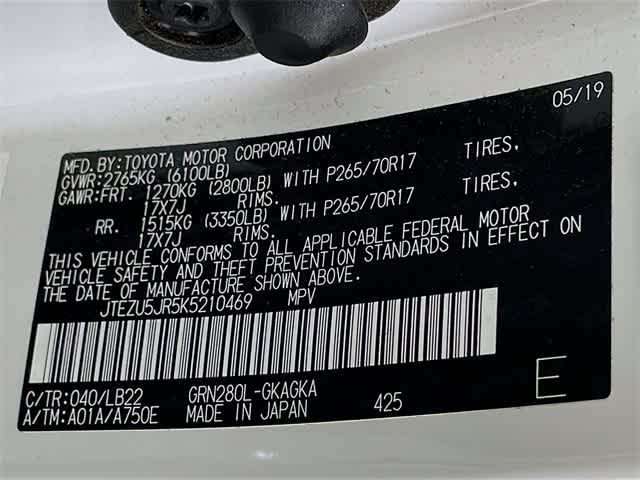 05/19
MFD. BY: TOYOTA MOTOR CORPORATION
GVWR: 2765KG (6100LB)
GAWR: FRT. 1270KG (2800LB) WITH P265/70R17 TIRES,
17X7J RIMS.
RR. 1515KG (3350LB) WITH P265/70R17 TIRES,
17X7J RIMS.
THIS VEHICLE CONFORMS TO ALL APPLICABLE FEDERAL MOTOR
VEHICLE SAFETY AND THEFT PREVENTION STANDARDS IN EFFECT ON
THE DATE OF MANUFACTURE SHOWN ABOVE.
JTEZU5JR5K5210469 MPV
C/TR: 040/LB22 GRN280L-GKAGKA
A/TM: A01A/A750E MADE IN JAPAN 425 E